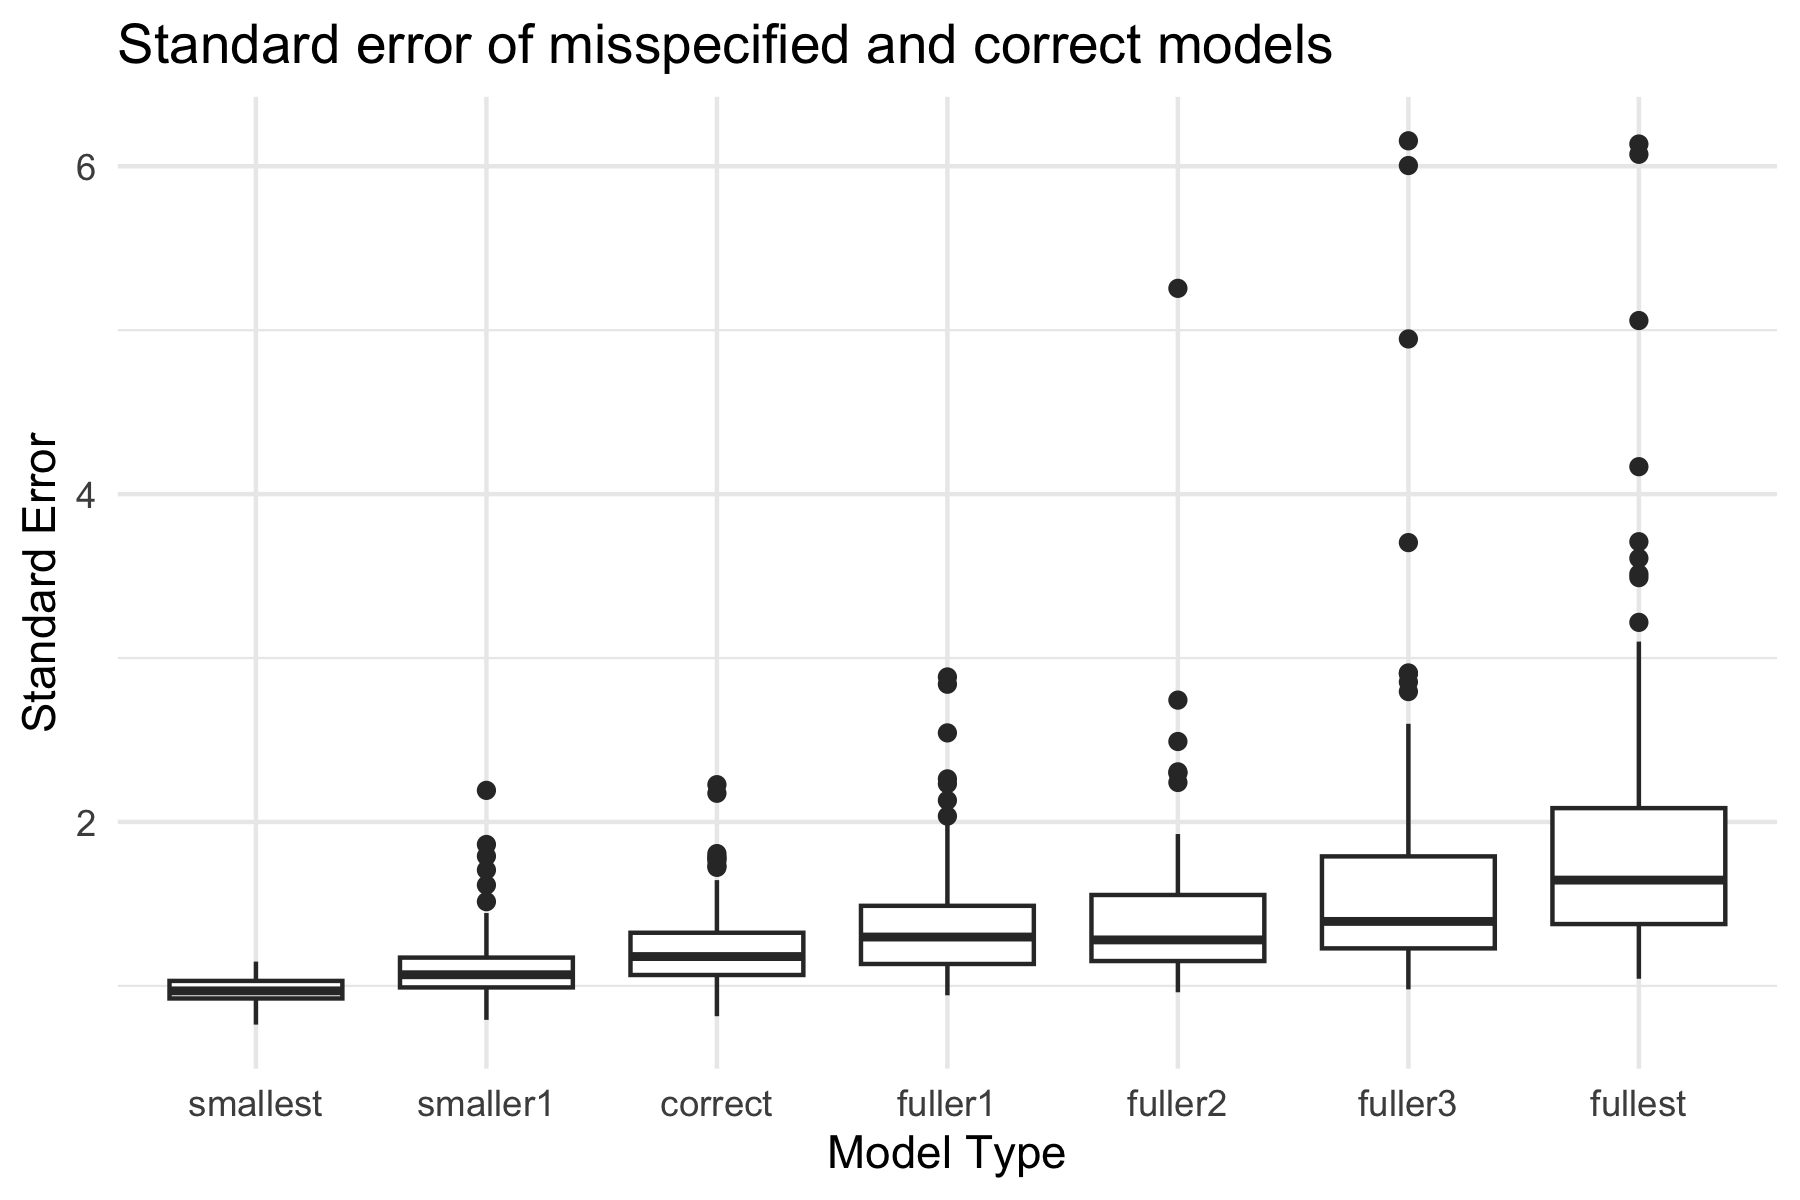 Standard error of misspecified and correct models
Standard Error
6
4
2
smallest smaller1 correct fuller1 fuller2 fuller3 fullest
Model Type